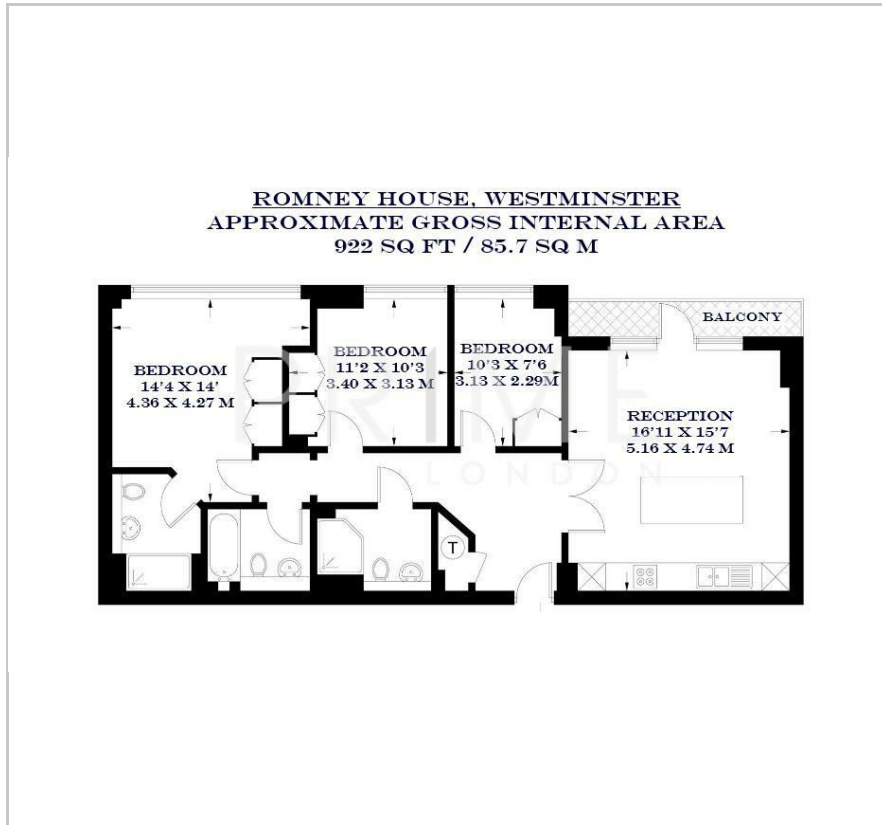 ROMNEY HOUSE, WESTMINSTER
APPROXIMATE GROSS INTERNAL AREA
922 SQ FT / 85.7 SQ M
BALCONY
BEDROOM
14'4 X 14'
4.36 X 4.27 M
BEDROOM
11'2 X 10'3
3.40 X 3.13 M
BEDROOM
10'3 X 7'6
3.13 X 2.29M
RECEPTION
16'11 X 15'7
5.16 X 4.74 M
PRIME
LONDON
T